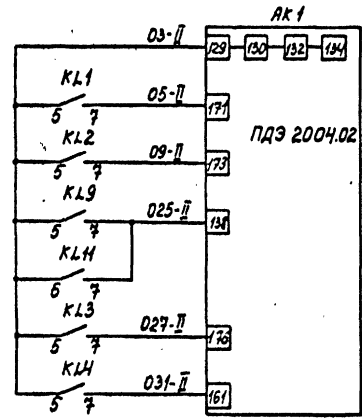 АК1
03-II
129 130 132 134
KL1
05-II
5 7
171
ПДЭ 2004.02
KL2
09-II
5 7
173
KL9
025-II
5 7
138
KL11
6 7
KL3
027-II
5 7
176
KL4
031-II
5 7
161